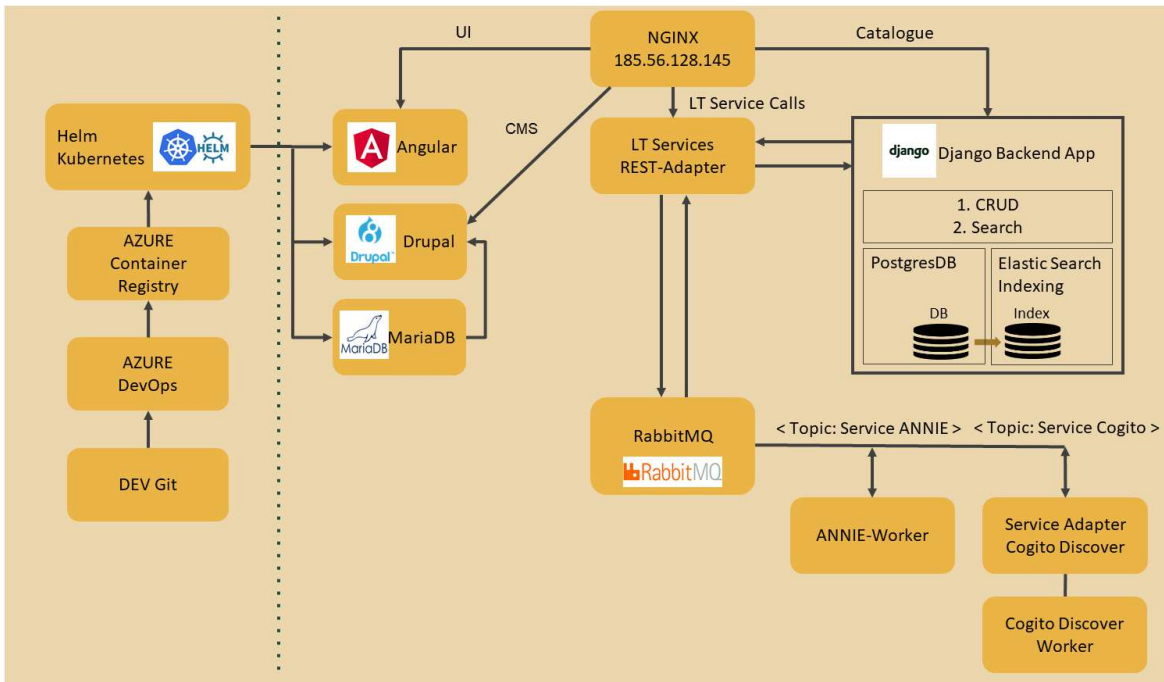 UI
NGINX
185.56.128.145
Catalogue
LT Service Calls
CMS
Helm
Kubernetes
HELM
Angular
LT Services
REST-Adapter
django
Django Backend App
1. CRUD
2. Search
PostgresDB
DB
Elastic Search
Indexing
Index
AZURE
Container
Registry
Drupal
Drupal
MariaDB
MariaDB
AZURE
DevOps
DEV Git
RabbitMQ
RabbitMQ
< Topic: Service ANNIE >
< Topic: Service Cogito >
ANNIE-Worker
Service Adapter
Cogito Discover
Cogito Discover
Worker